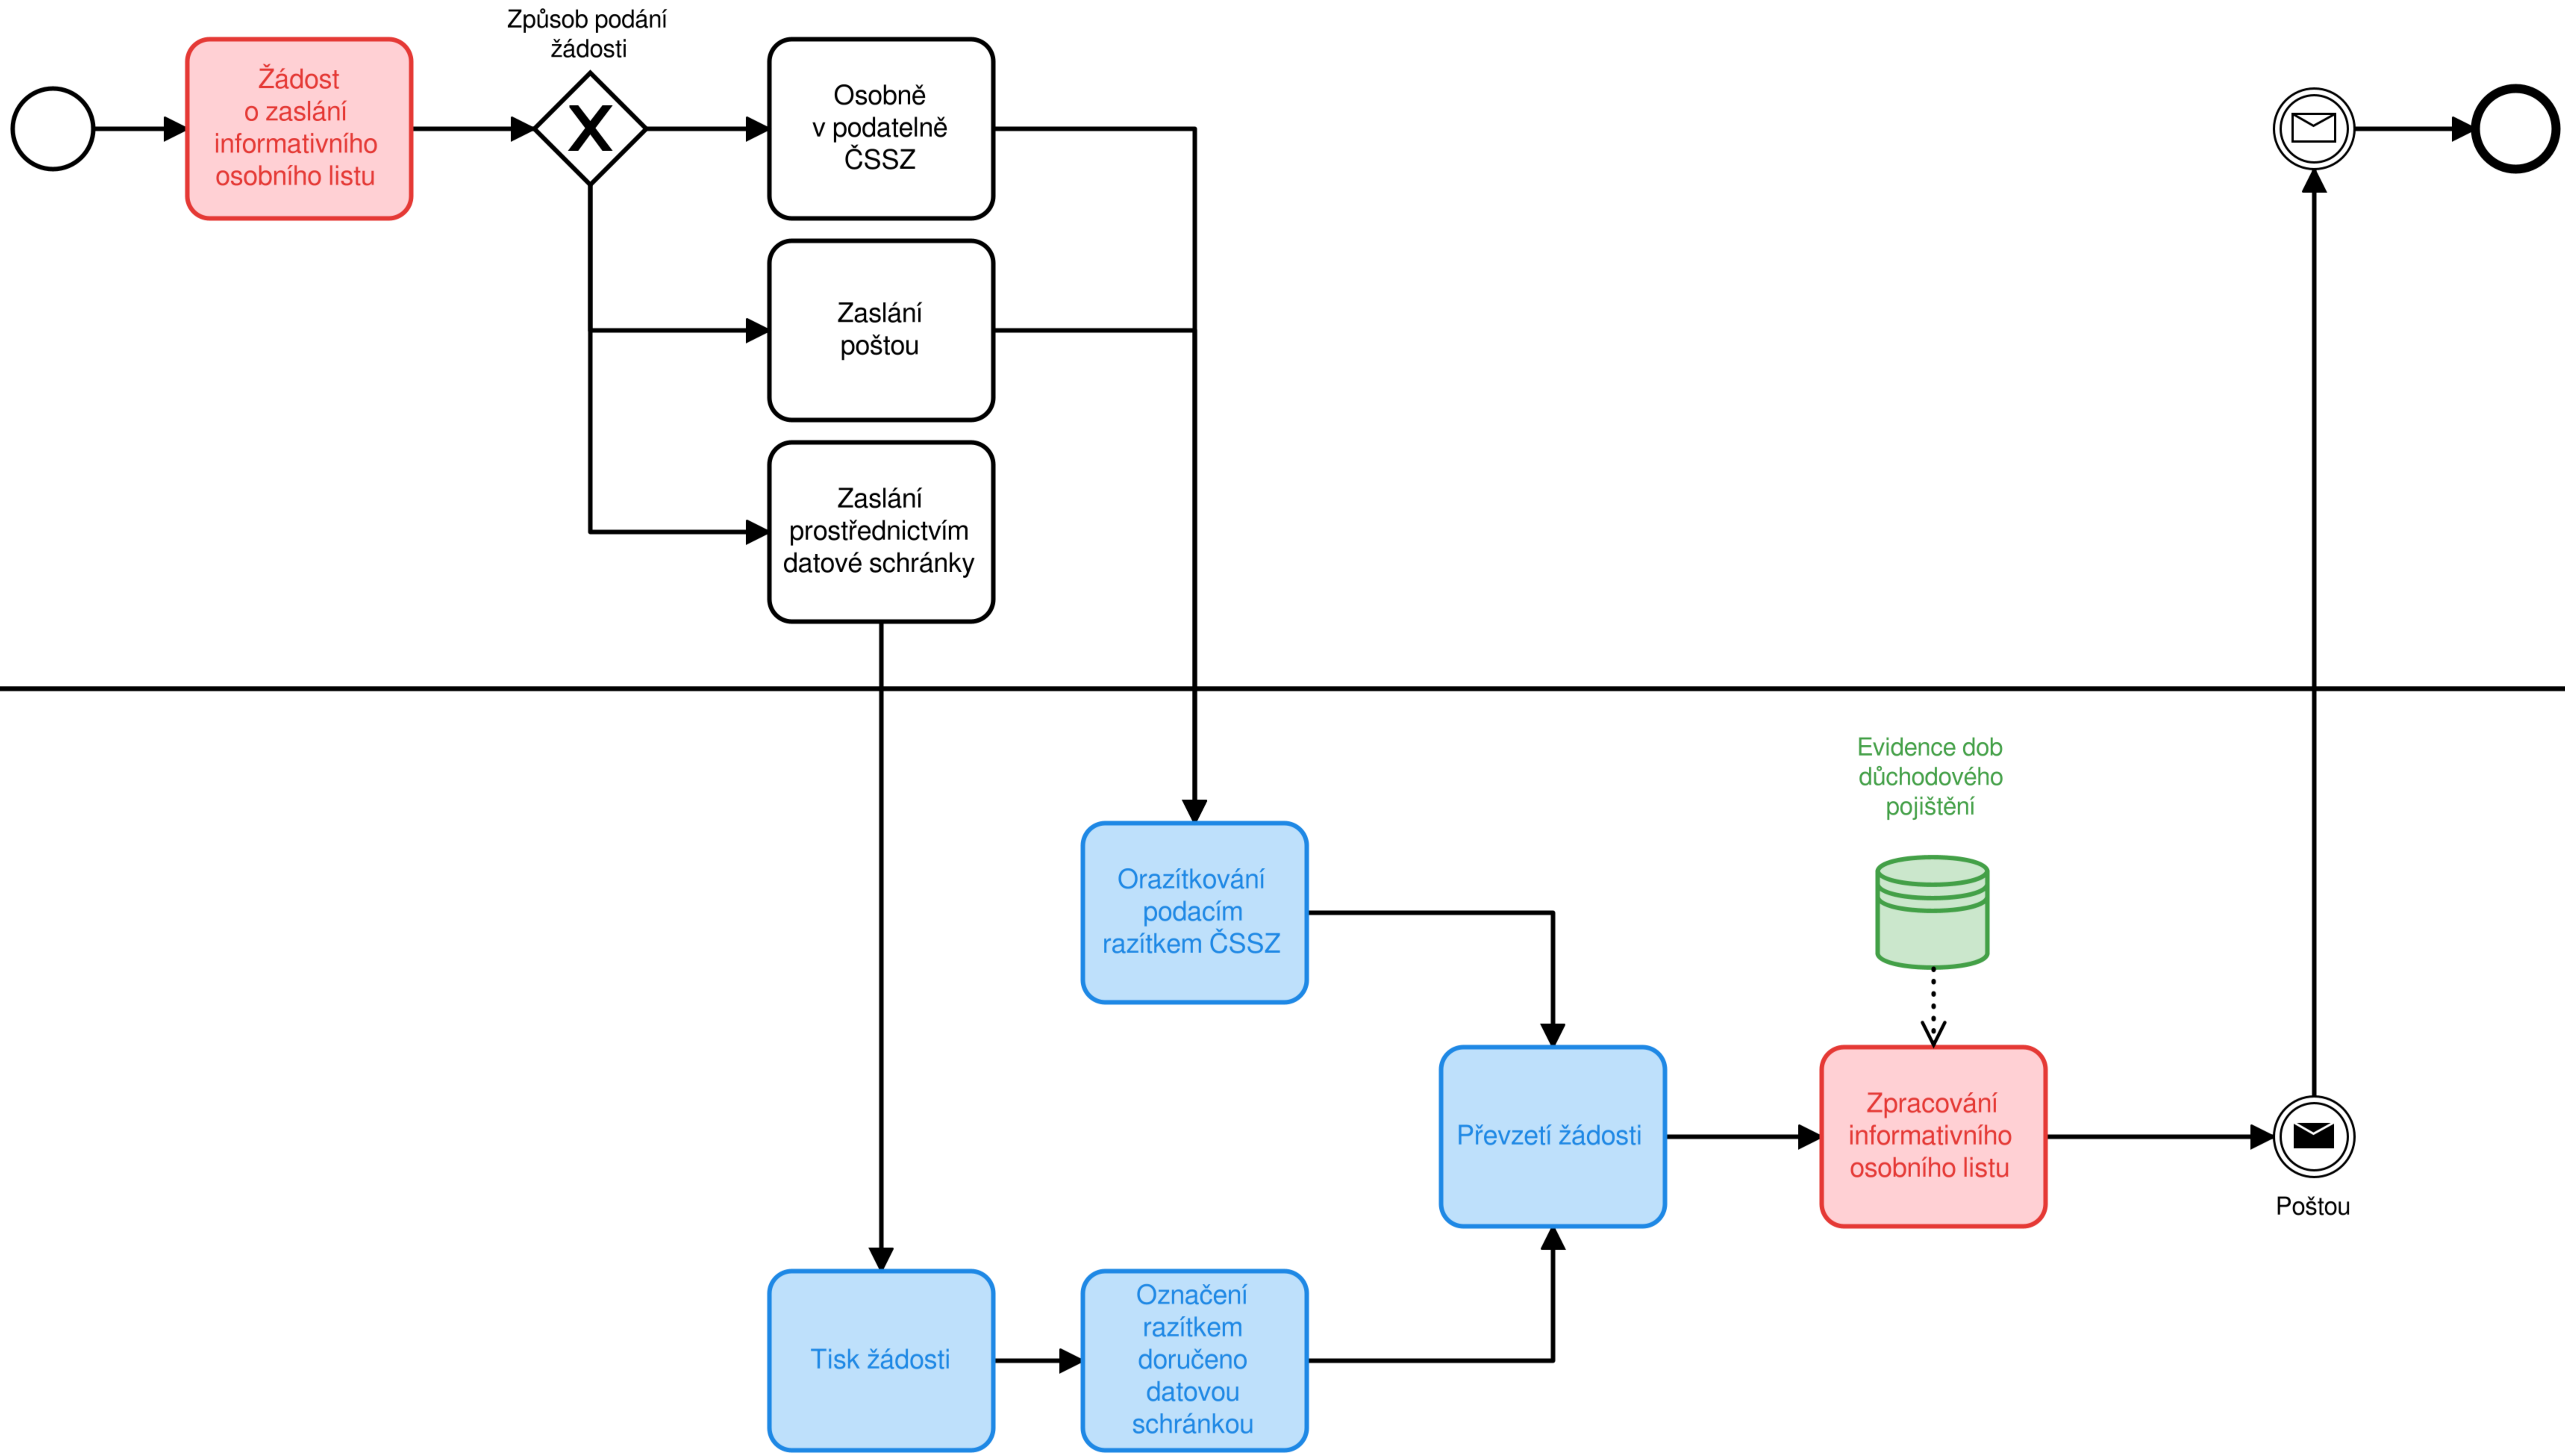 Způsob podání
žádosti
Žádost
o zaslání
informativního
osobního listu
X
Osobně
v podatelně
ČSSZ
Zaslání
poštou
Zaslání
prostřednictvím
datové schránky
Evidence dob
důchodového
pojištění
Orazítkování
podacím
razítkem ČSSZ
Převzetí žádosti
Zpracování
informativního
osobního listu
Poštou
Tisk žádosti
Označení
razítkem
doručeno
datovou
schránkou